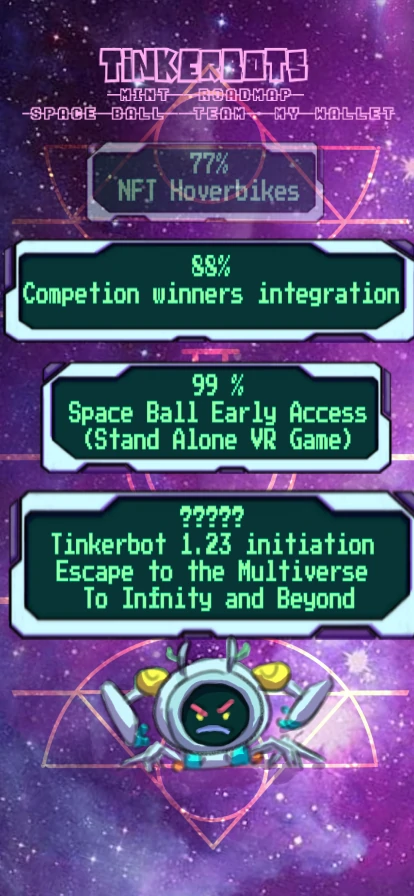 TINKERBOTS
MINT ROADMAP
SPACE BALL TEAM MY WALLET
77%
NFT Hoverbikes
88%
Competion winners integration
99 %
Space Ball Early Access
(Stand Alone VR Game)
?????
Tinkerbot 1.23 initiation
Escape to the Multiverse
To Infnity and Beyond